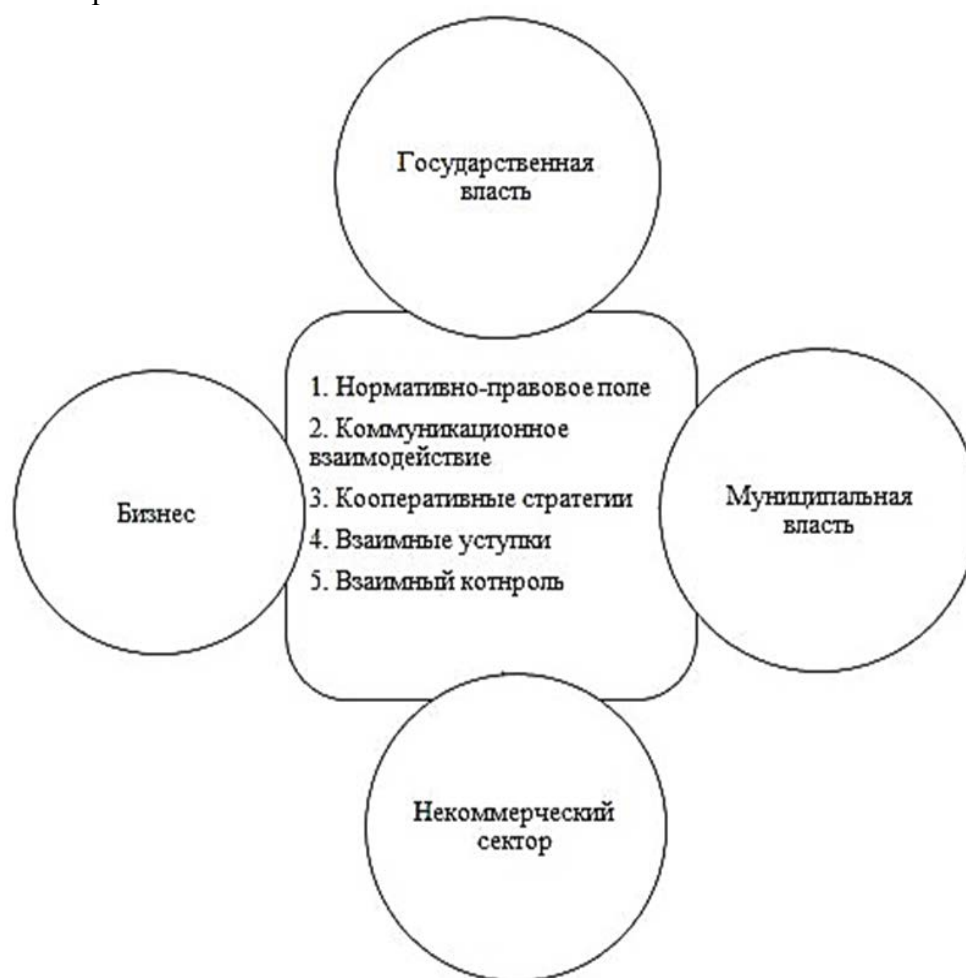 Государственная
власть
1. Нормативно-правовое поле
2. Коммуникационное
взаимодействие
3. Кооперативные стратегии
4. Взаимные уступки
5. Взаимный котнроль
Бизнес
Муниципальная
власть
Некоммерческий
сектор